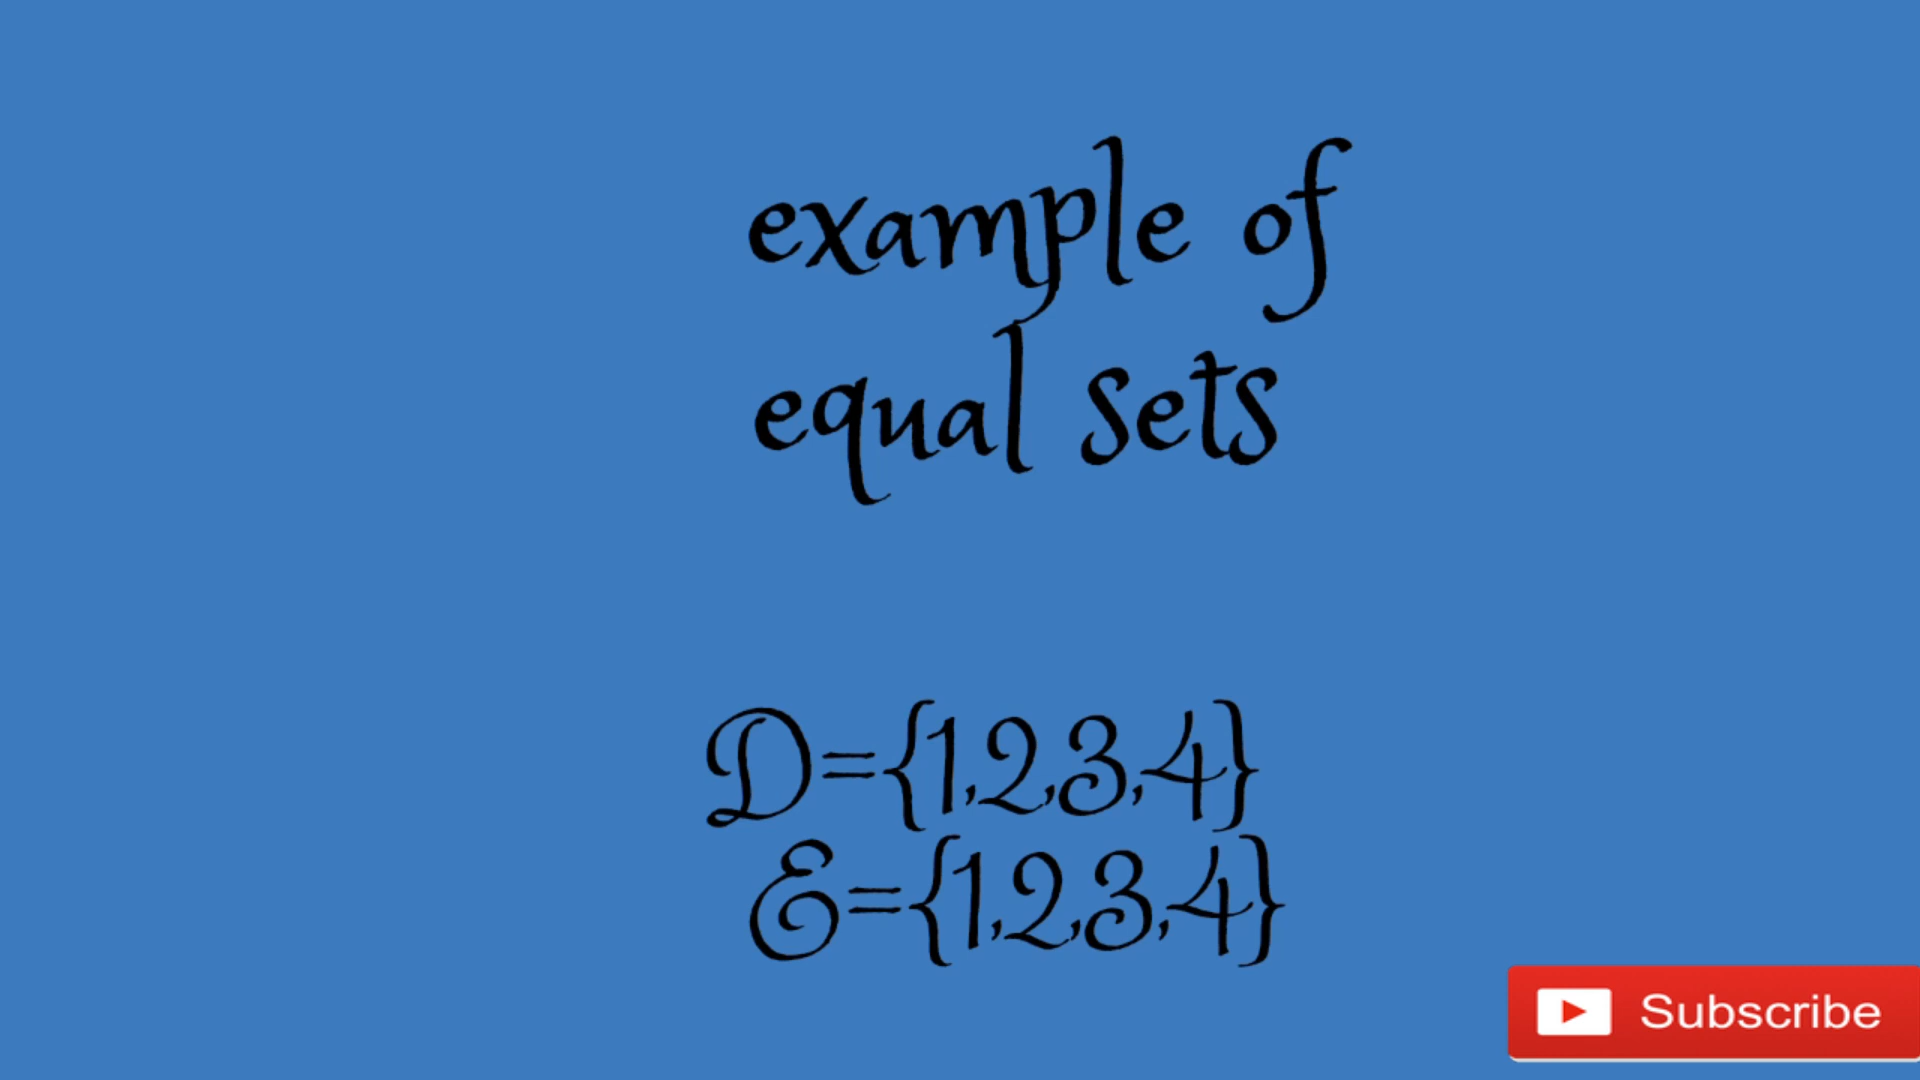 example of
equal sets
D={1,2,3,4}
E={1,2,3,4}
Subscribe